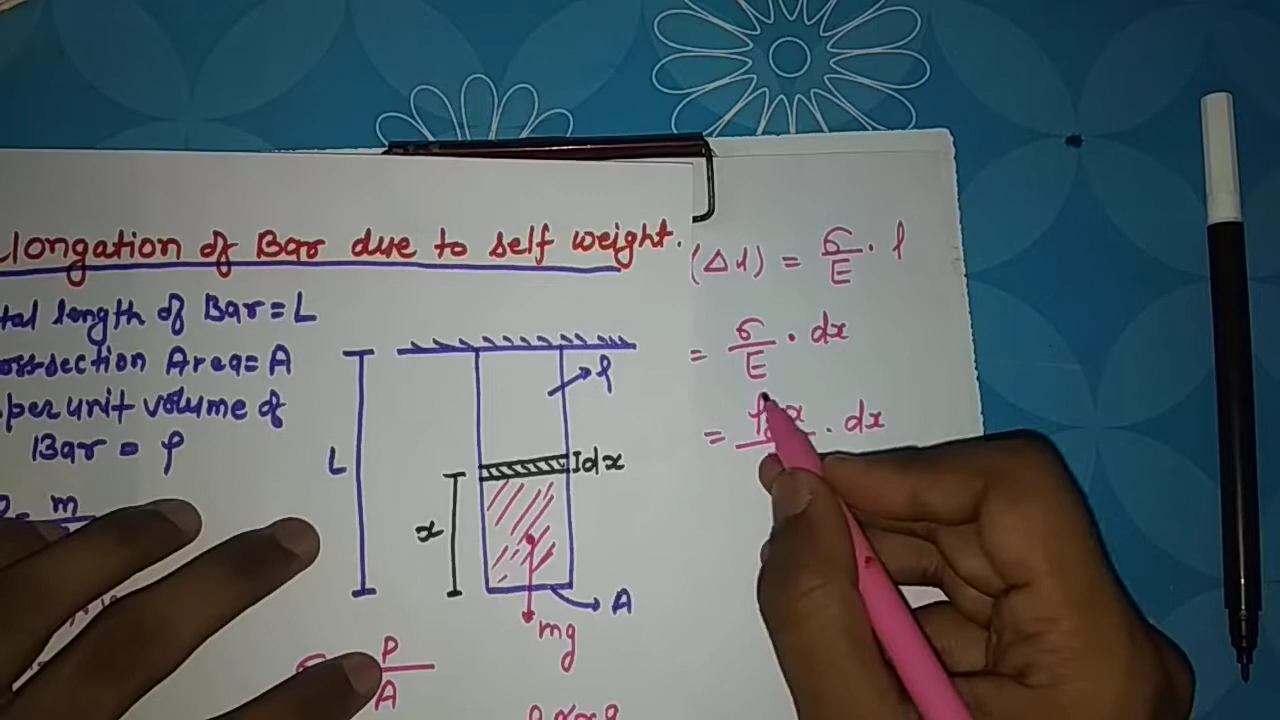 longation of Bar due to self weight.
tal length of Bar = L
oss-section Area = A
per unit volume of
Bar = ρ
m
L
x
ρ
dx
A
mg
P
A
(Δl) = σ/E · l
= σ/E · dx
= · dx